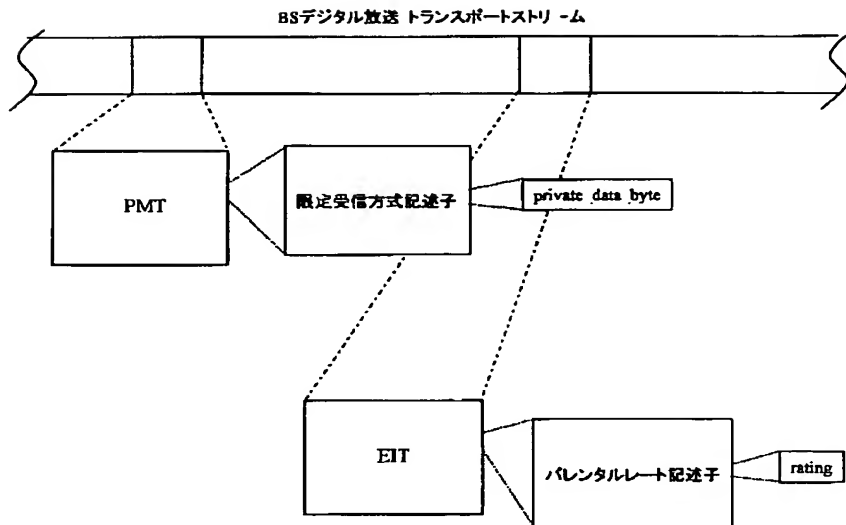 BSデジタル放送 トランスポートストリーム
PMT
限定受信方式記述子
private data byte
EIT
パレンタルレート記述子
rating